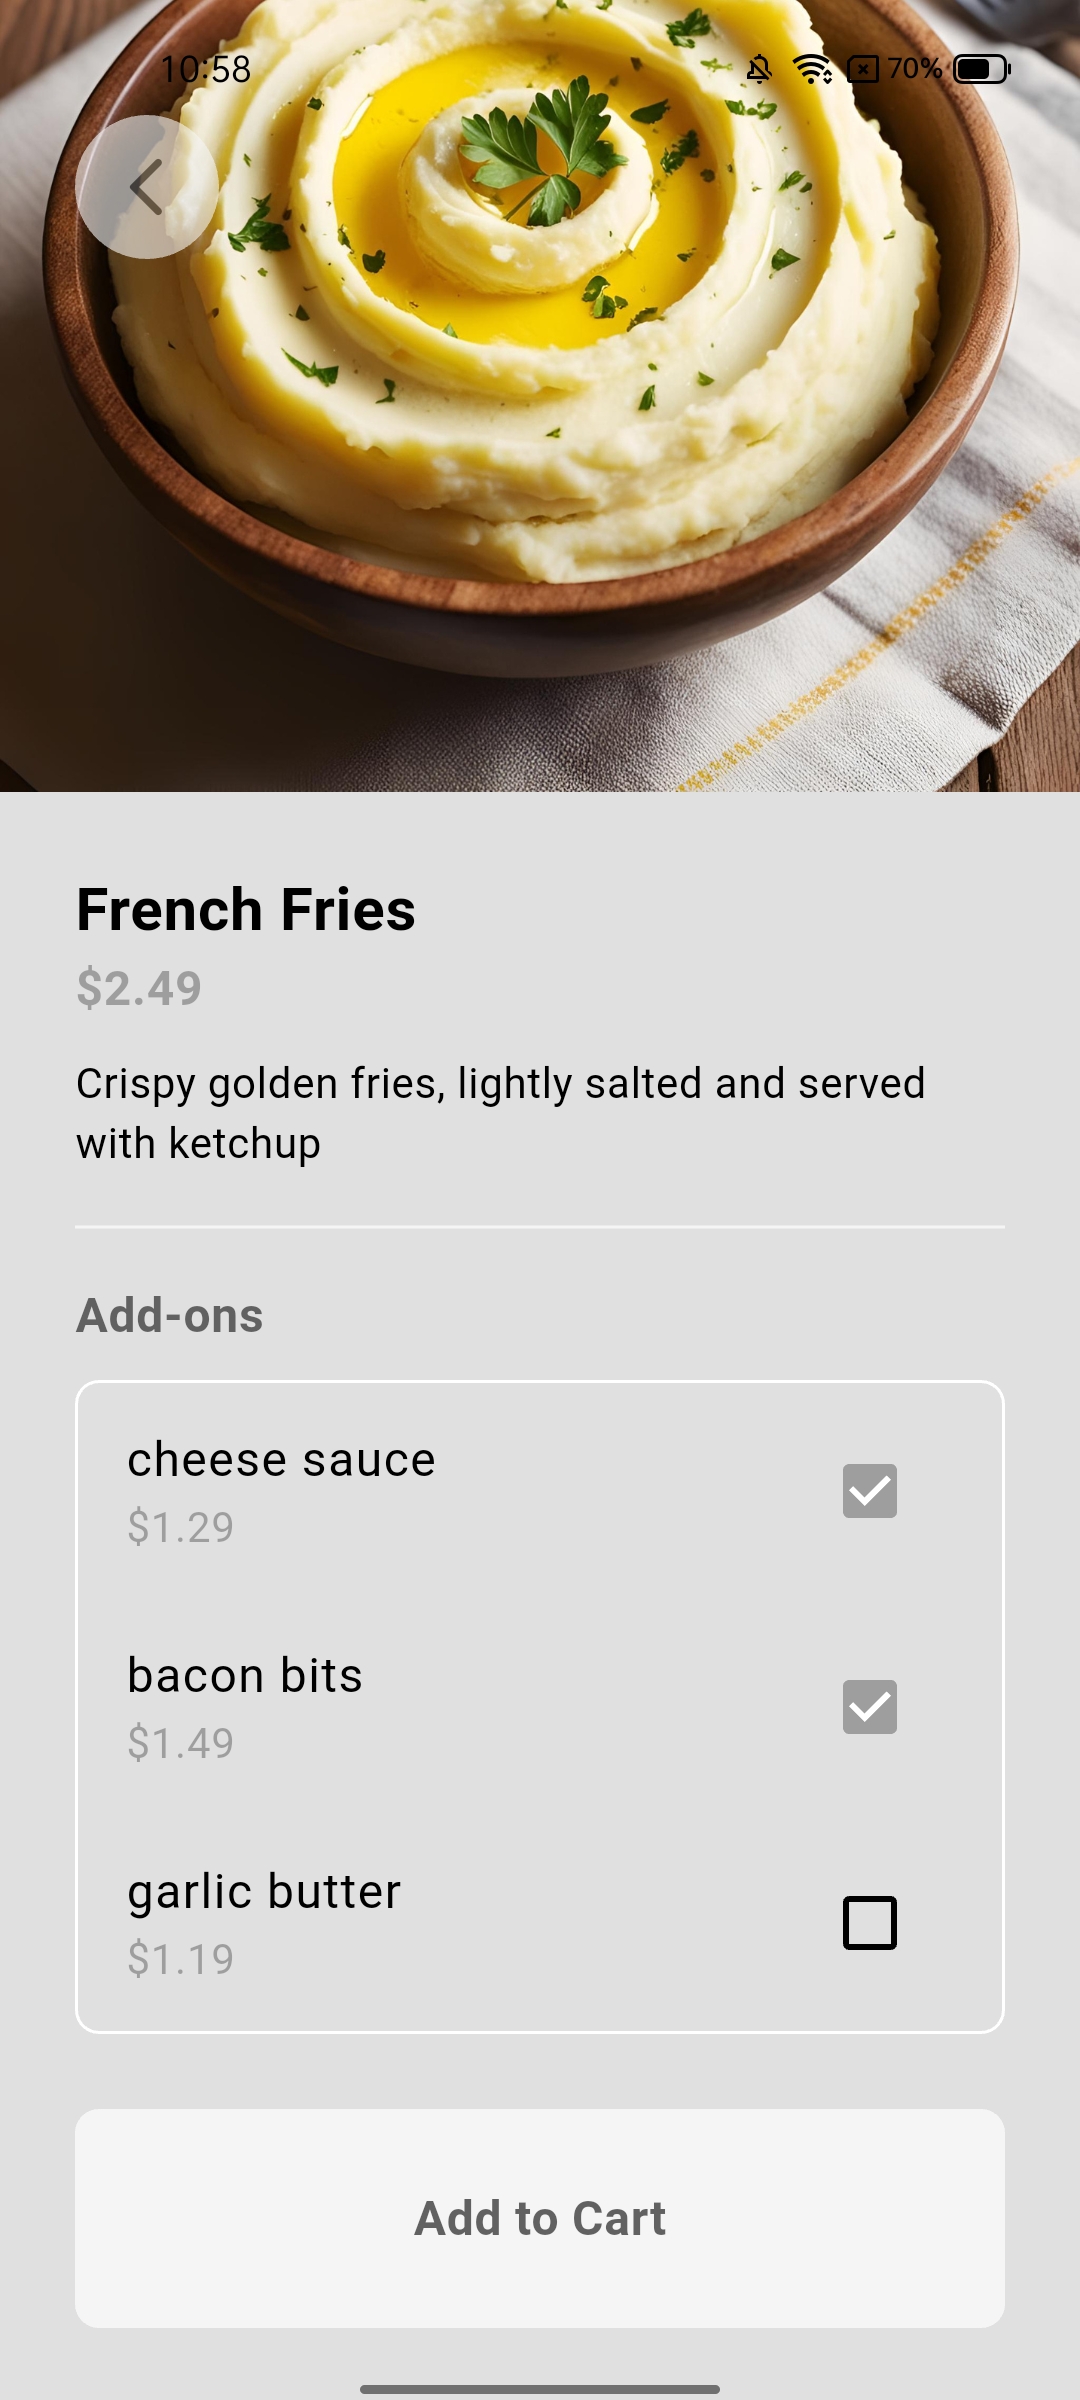 10:58
70%
French Fries
$2.49
Crispy golden fries, lightly salted and served
with ketchup
Add-ons
cheese sauce
$1.29
bacon bits
$1.49
garlic butter
$1.19
Add to Cart